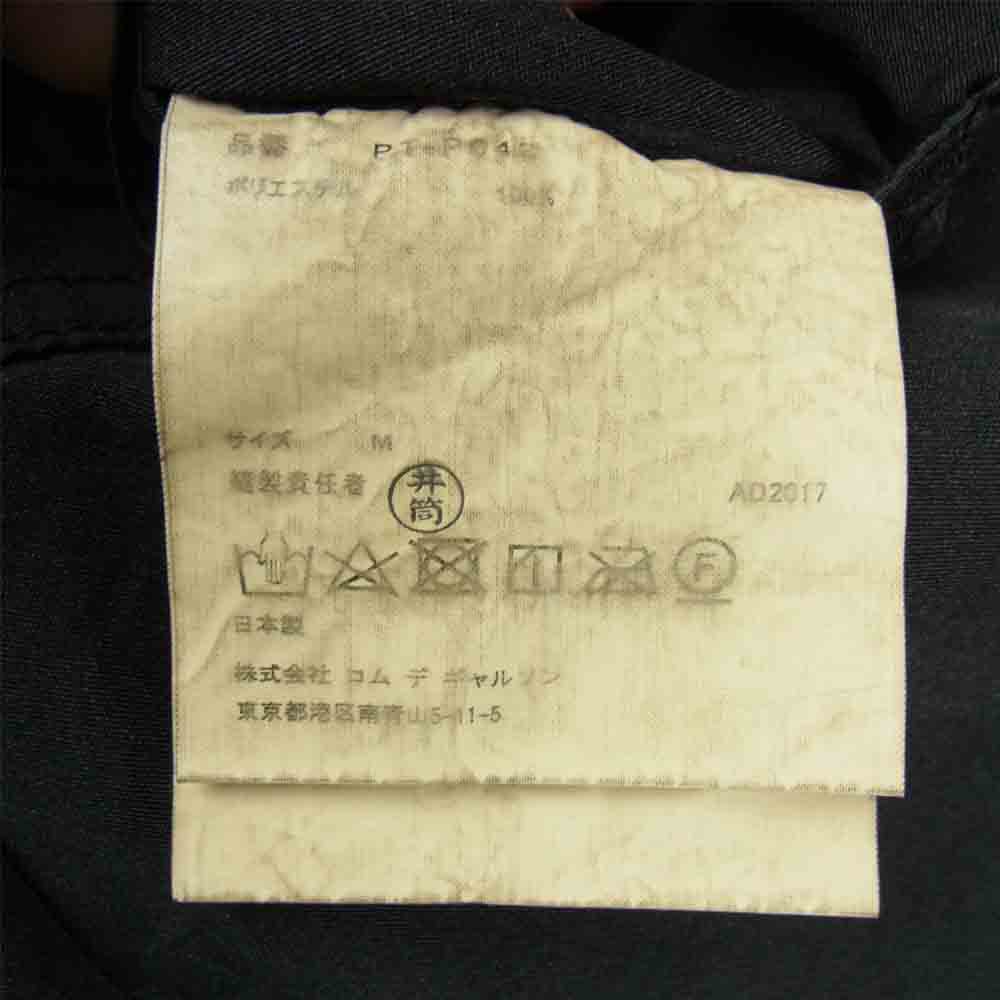 品番 PT-P042
ポリエステル 100%
サイズ M
縫製責任者 井筒 AD2017
F
日本製
株式会社 コム デ ギャルソン
東京都港区南青山5-11-5